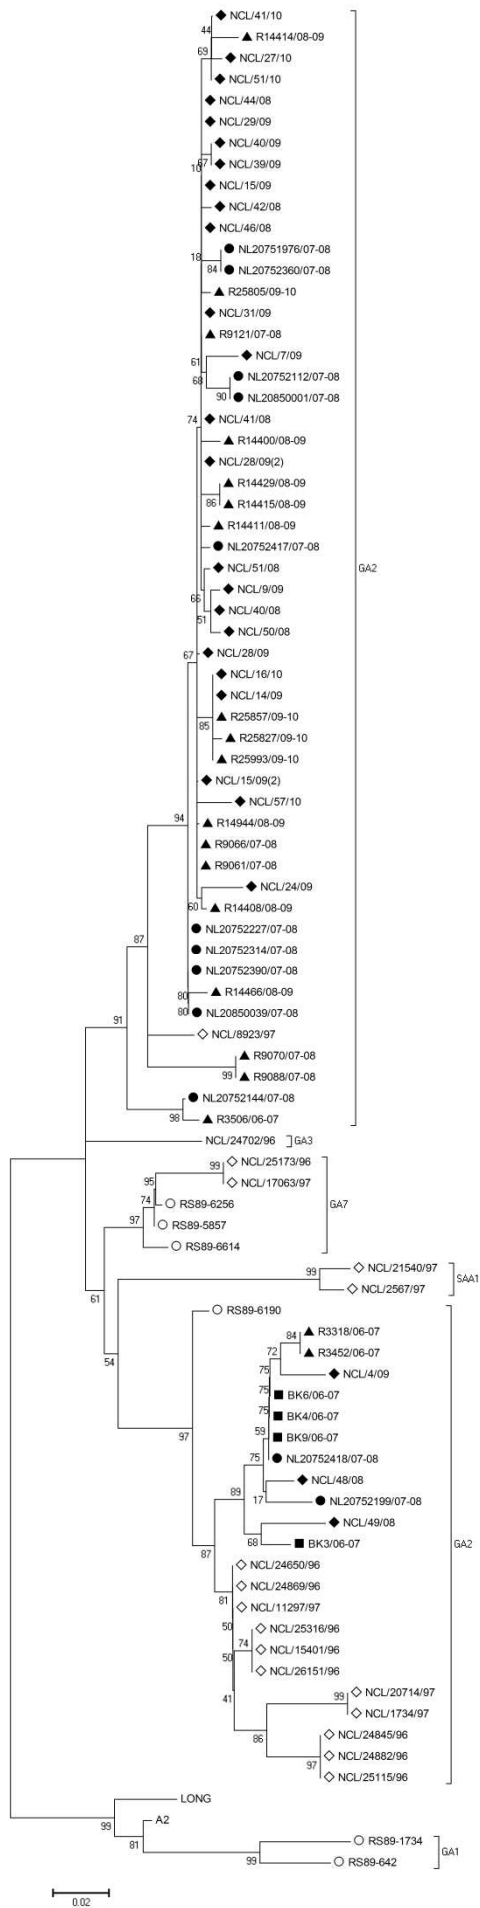 NCL/41/10
44
R14414/08-09
69
NCL/27/10
NCL/51/10
NCL/44/08
NCL/29/09
NCL/40/09
67
NCL/39/09
10
NCL/15/09
NCL/42/08
NCL/46/08
NL20751976/07-08
18
84
NL20752360/07-08
R25805/09-10
NCL/31/09
R9121/07-08
NCL/7/09
61
NL20752112/07-08
68
90
NL20850001/07-08
NCL/41/08
74
R14400/08-09
NCL/28/09(2)
R14429/08-09
86
R14415/08-09
R14411/08-09
NL20752417/07-08
NCL/51/08
GA2
NCL/9/09
66
NCL/40/08
51
NCL/50/08
NCL/28/09
67
NCL/16/10
NCL/14/09
R25857/09-10
85
R25827/09-10
R25993/09-10
NCL/15/09(2)
NCL/57/10
94
R14944/08-09
R9066/07-08
R9061/07-08
NCL/24/09
60
R14408/08-09
NL20752227/07-08
87
NL20752314/07-08
NL20752390/07-08
80
R14466/08-09
80
NL20850039/07-08
91
NCL/8923/97
R9070/07-08
99
R9088/07-08
NL20752144/07-08
98
R3506/06-07
NCL/24702/96
GA3
99
NCL/25173/96
95
NCL/17063/97
74
RS89-6256
GA7
97
RS89-5857
RS89-6614
99
NCL/21540/97
SAA1
61
NCL/2567/97
RS89-6190
84
R3318/06-07
54
72
R3452/06-07
75
NCL/4/09
75
BK6/06-07
75
BK4/06-07
97
59
BK9/06-07
75
NL20752418/07-08
NCL/48/08
89
17
NL20752199/07-08
NCL/49/08
68
BK3/06-07
GA2
87
NCL/24650/96
NCL/24869/96
81
NCL/11297/97
50
NCL/25316/96
74
NCL/15401/96
50
NCL/26151/96
41
99
NCL/20714/97
NCL/1734/97
86
NCL/24845/96
NCL/24882/96
97
NCL/25115/96
LONG
99
A2
81
RS89-1734
GA1
99
RS89-642
0.02